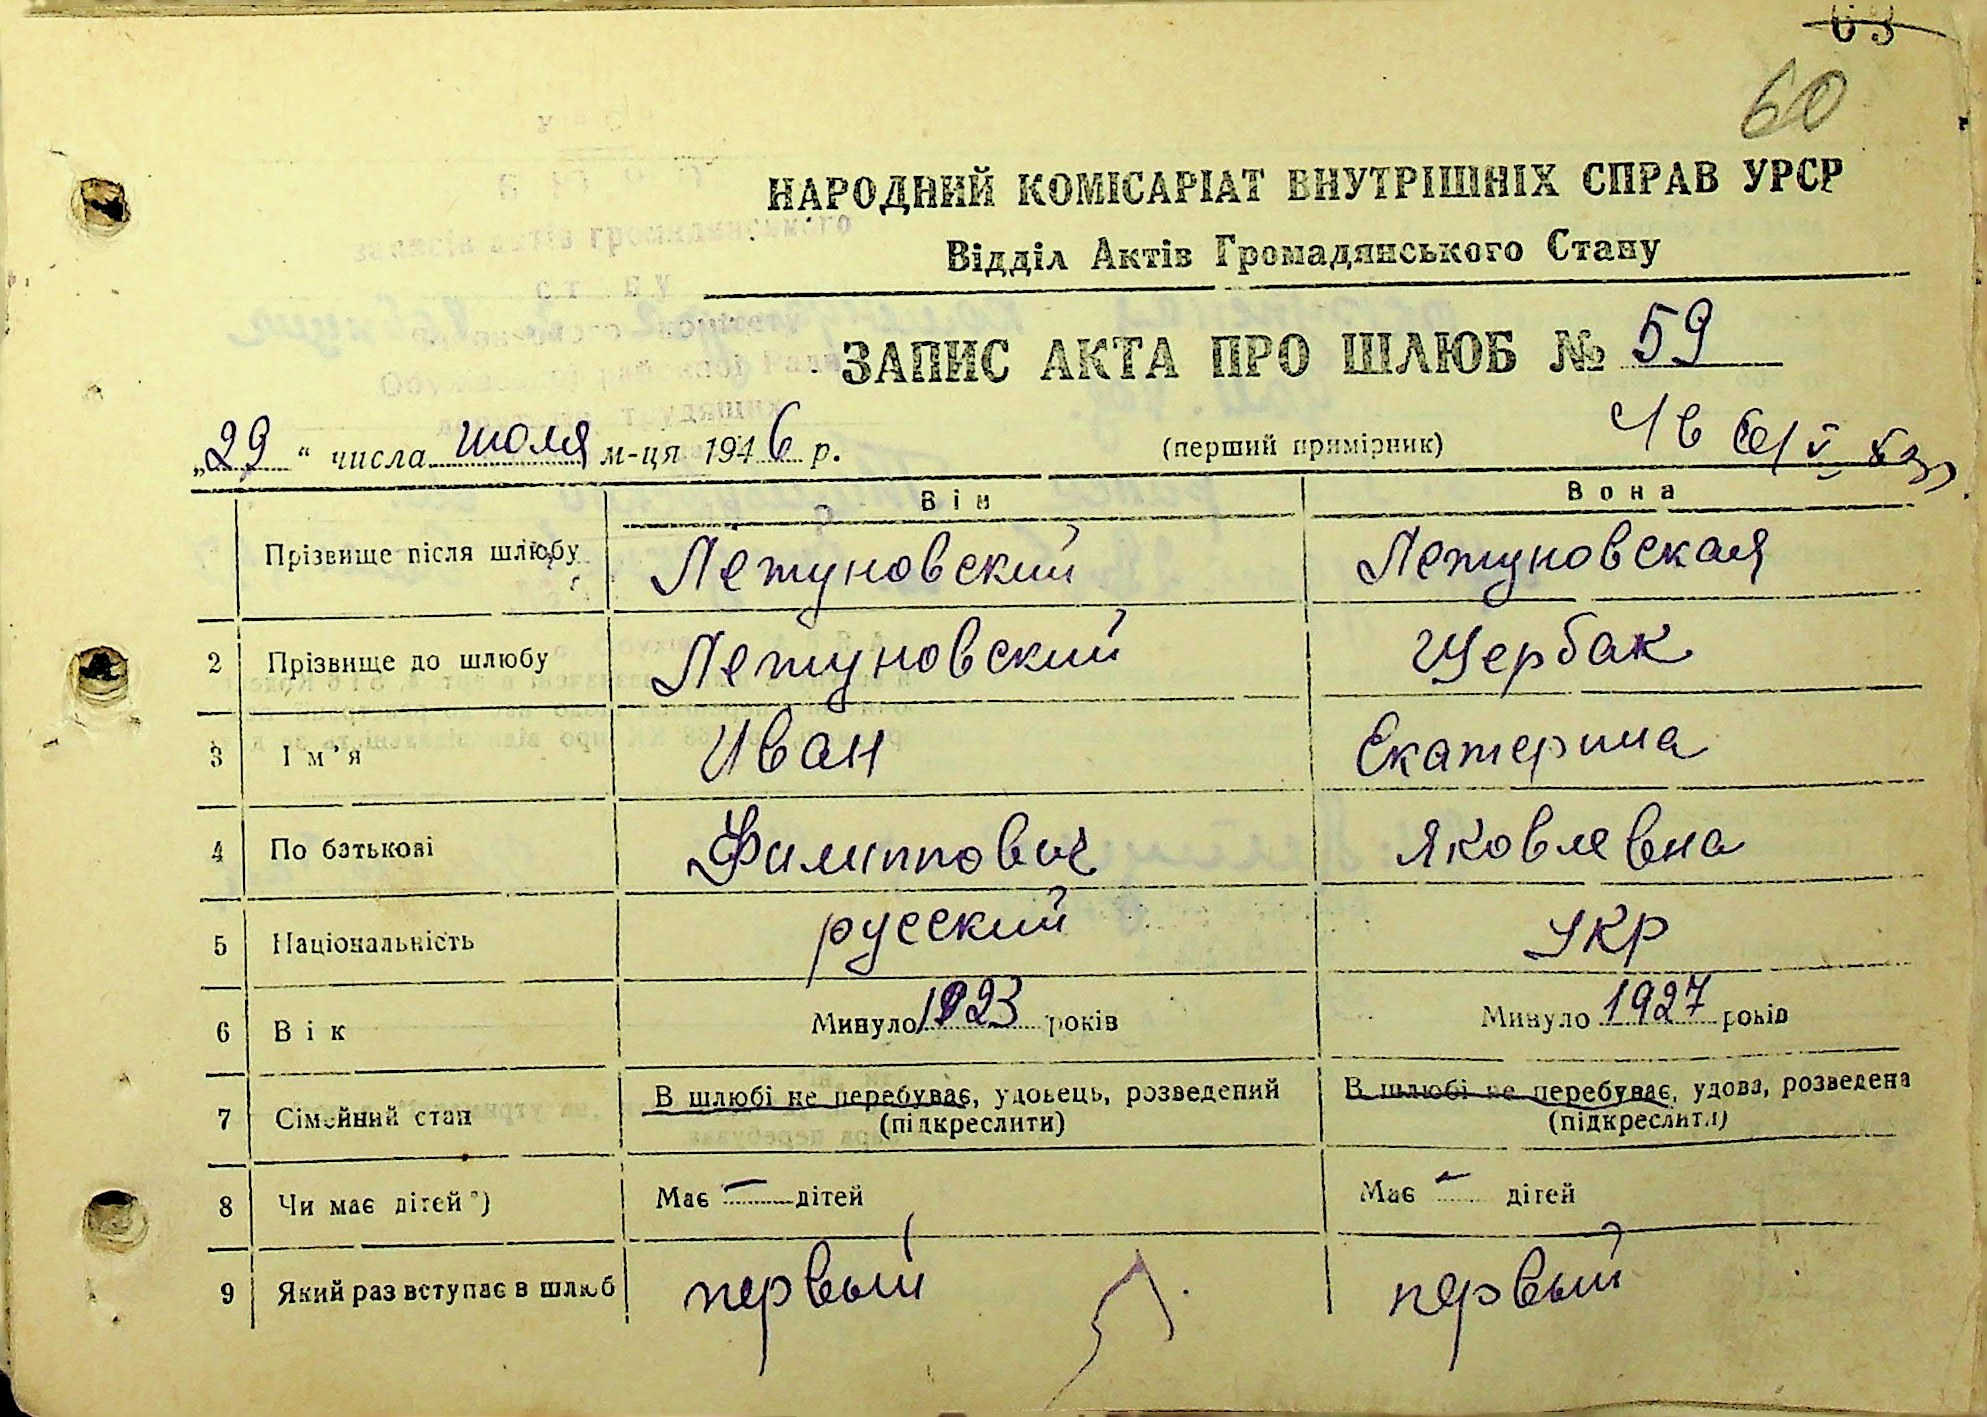 63
60
НАРОДНИЙ КОМІСАРІАТ ВНУТРІШНІХ СПРАВ УРСР
Відділ Актів Громадянського Стану
ЗАПИС АКТА ПРО ШЛЮБ № 59
„29“ числа июля м-ця 1946 р. (перший примірник)
Він Вона
Прізвище після шлюбу Летуновский Летуновская
2 Прізвище до шлюбу Летуновский Щербак
3 Ім'я Иван Екатерина
4 По батькові Филиппович Яковлевна
5 Національність русский укр
6 Вік Минуло 1923 років Минуло 1927 років
7 Сімейний стан В шлюбі не перебуває, удовець, розведений (підкреслити) В шлюбі не перебуває, удова, розведена (підкреслити)
8 Чи має дітей*) Має – дітей Має – дітей
9 Який раз вступає в шлюб первый первый